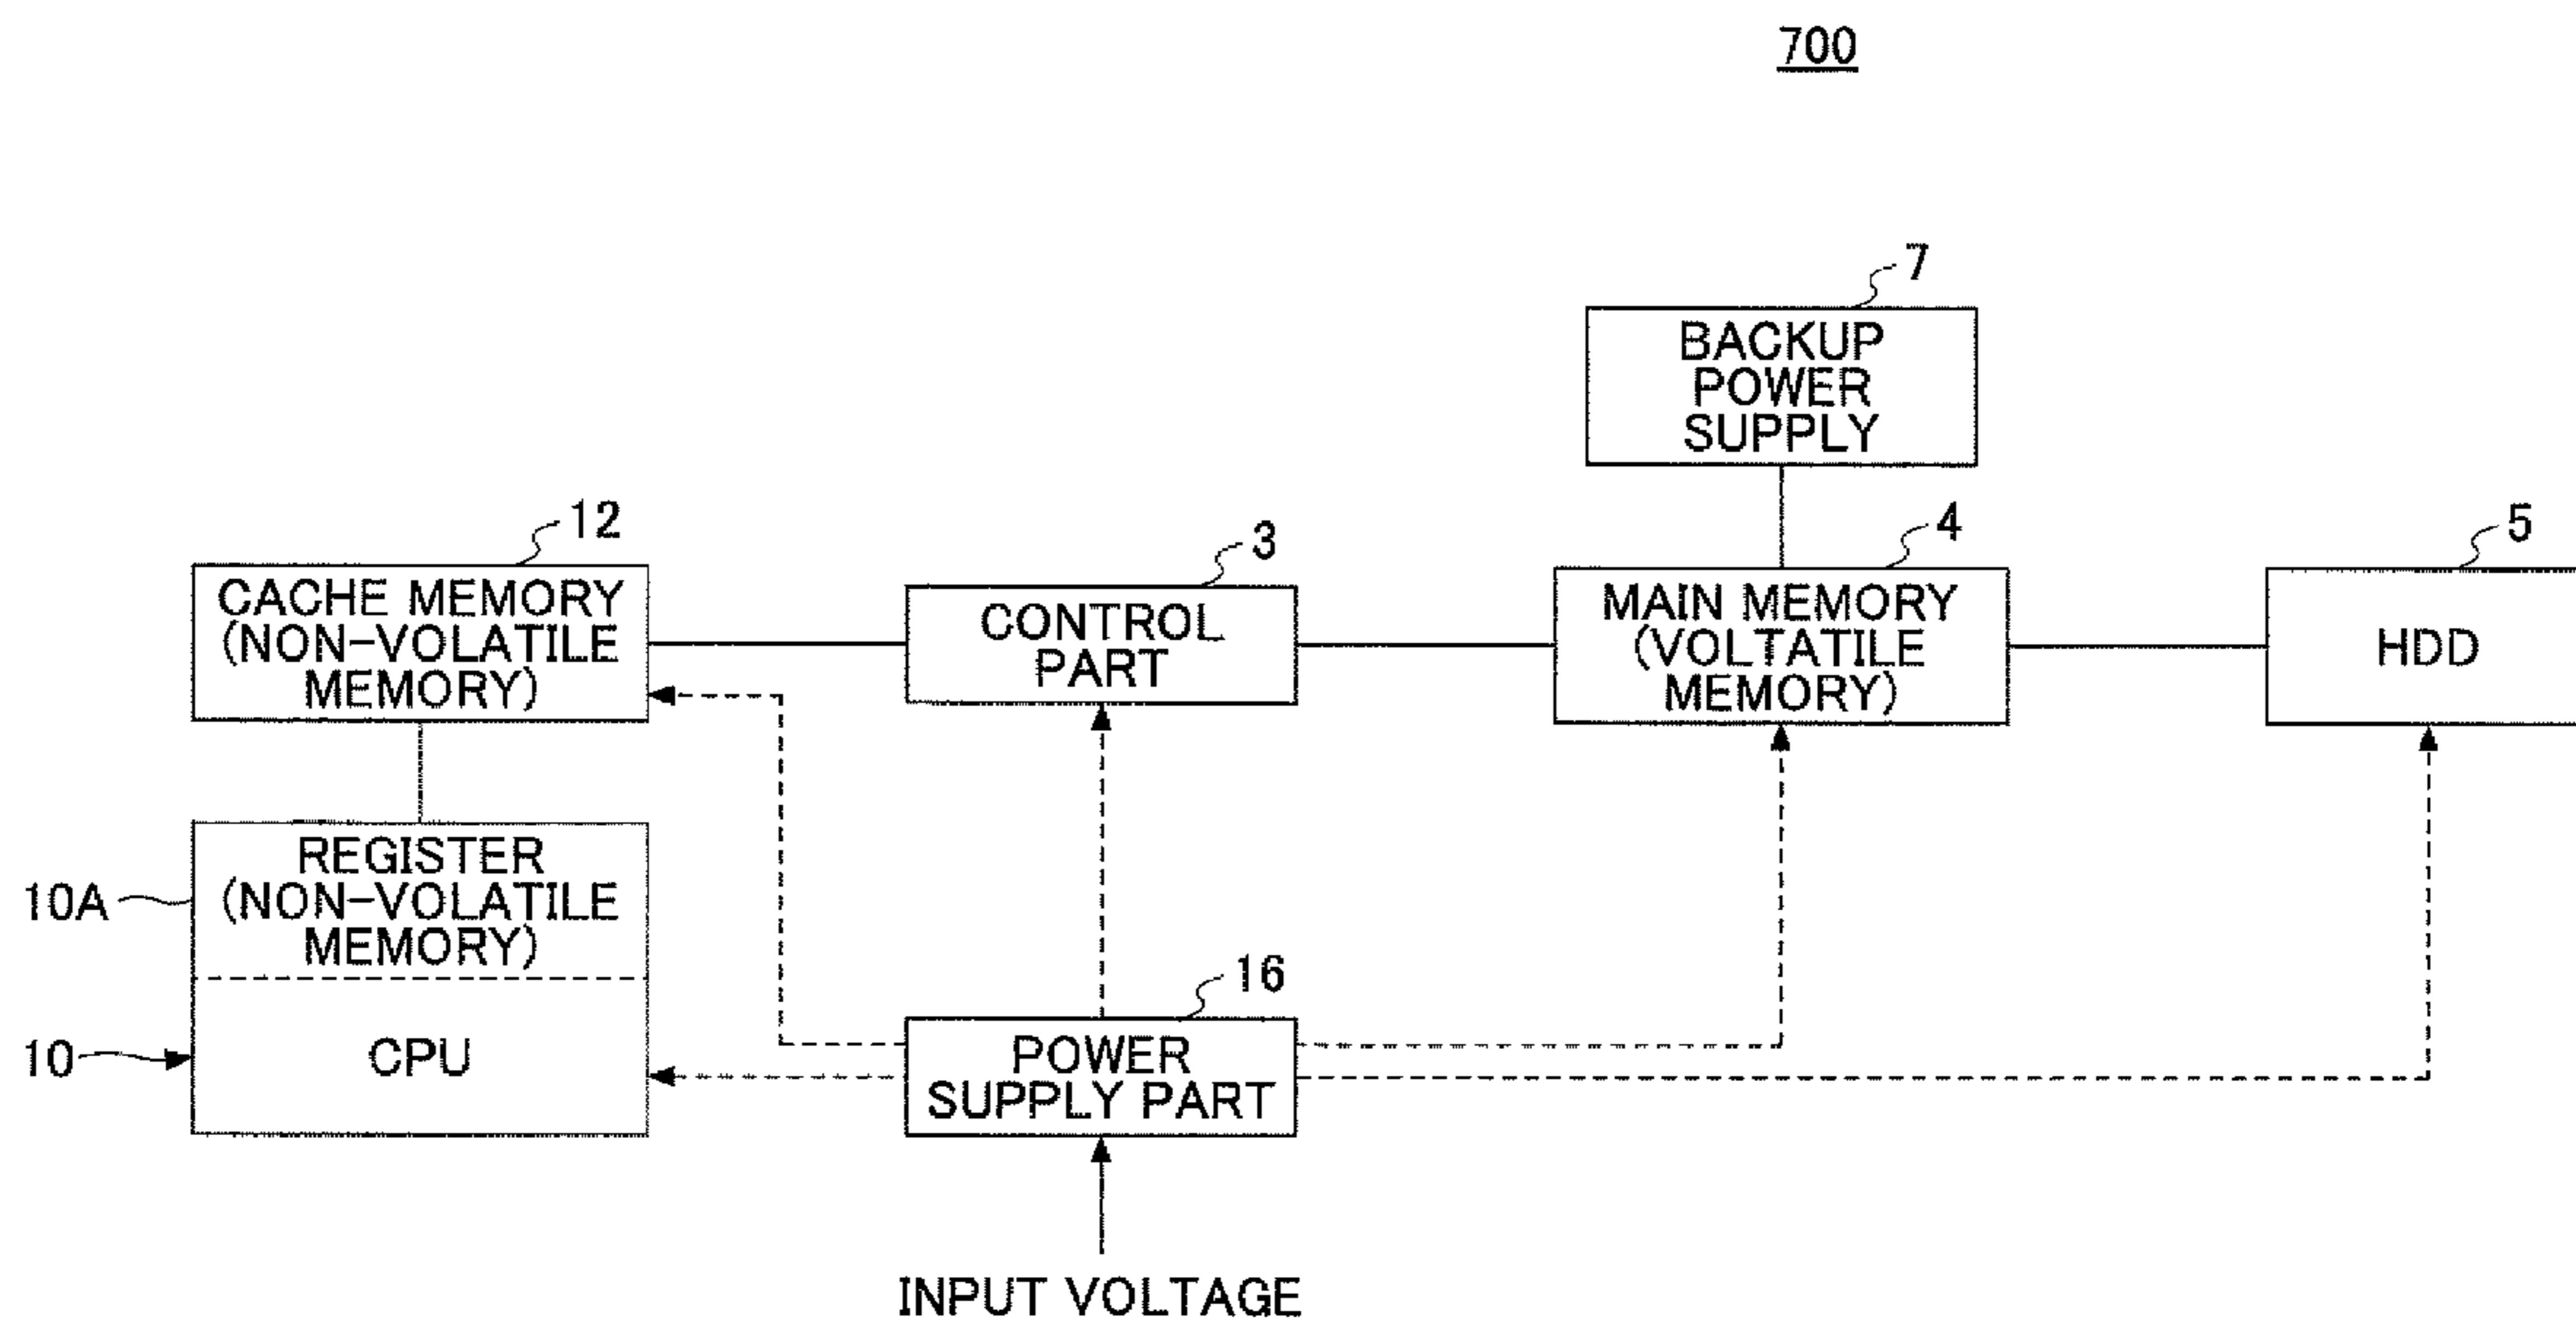 700
7
BACKUP
POWER
SUPPLY
12
3
4
5
CACHE MEMORY
(NON-VOLATILE
MEMORY)
CONTROL
PART
MAIN MEMORY
(VOLTATILE
MEMORY)
HDD
10A
REGISTER
(NON-VOLATILE
MEMORY)
16
10
CPU
POWER
SUPPLY PART
INPUT VOLTAGE